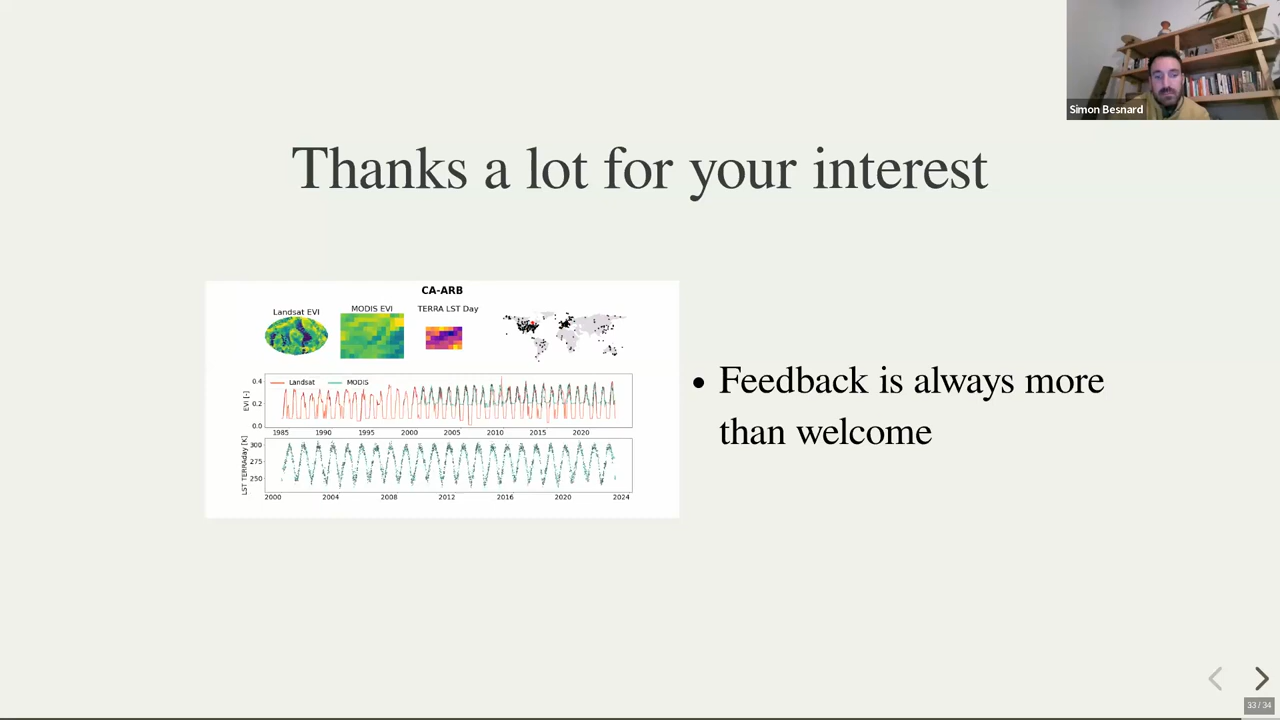 Simon Besnard
Thanks a lot for your interest
CA-ARB
Landsat EVI
MODIS EVI
TERRA LST Day
Landsat
MODIS
EVI [-]
0.4
0.2
0.0
1985 1990 1995 2000 2005 2010 2015 2020
LST TERRAday [K]
300
275
250
2000 2004 2008 2012 2016 2020 2024
• Feedback is always more
than welcome
33 / 34